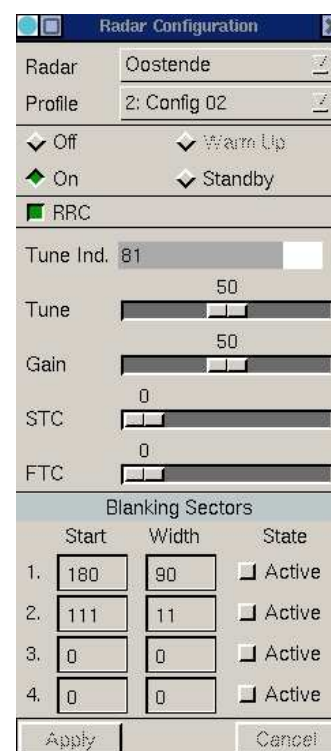 Radar Configuration
Radar Oostende
Profile 2: Config 02
Off Warm Up
On Standby
RRC
Tune Ind. 81
50
Tune
50
Gain
0
STC
0
FTC
Blanking Sectors
Start Width State
1. 180 90 Active
2. 111 11 Active
3. 0 0 Active
4. 0 0 Active
Apply Cancel